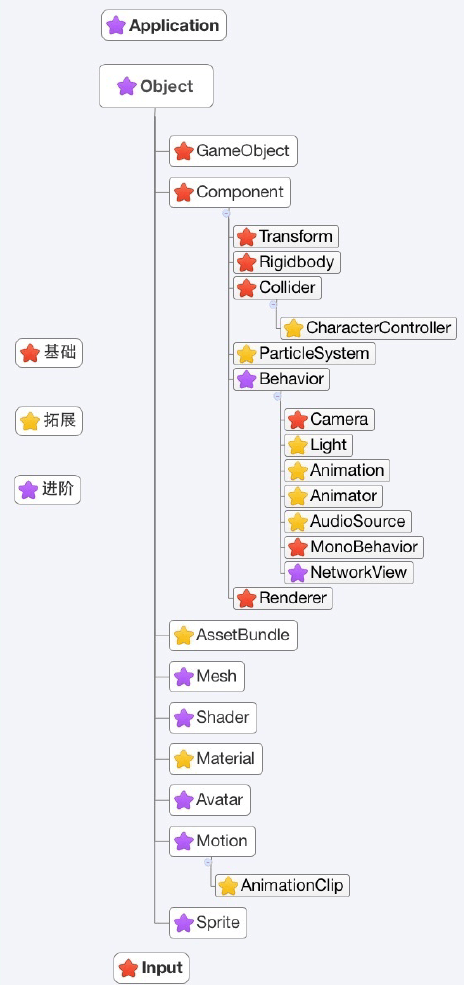 Application
Object
GameObject
Component
Transform
Rigidbody
Collider
CharacterController
基础
ParticleSystem
Behavior
拓展
Camera
Light
Animation
Animator
进阶
AudioSource
MonoBehavior
NetworkView
Renderer
AssetBundle
Mesh
Shader
Material
Avatar
Motion
AnimationClip
Sprite
Input